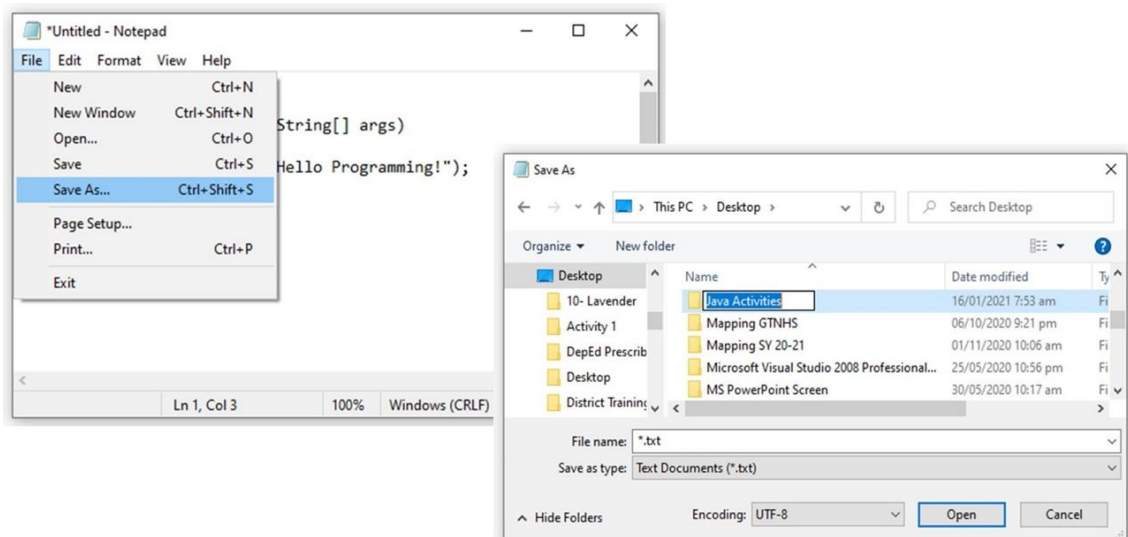 *Untitled - Notepad
File Edit Format View Help
New Ctrl+N
New Window Ctrl+Shift+N
Open... Ctrl+O
Save Ctrl+S
Save As... Ctrl+Shift+S
Page Setup...
Print... Ctrl+P
Exit
String[] args)
Hello Programming!");
Ln 1, Col 3 100% Windows (CRLF)
Save As
This PC > Desktop >
Search Desktop
Organize New folder
Desktop
10- Lavender
Activity 1
DepEd Prescrib
Desktop
District Training
Name Date modified Ty
Java Activities 16/01/2021 7:53 am Fi
Mapping GTNHS 06/10/2020 9:21 pm Fi
Mapping SY 20-21 01/11/2020 10:06 am Fi
Microsoft Visual Studio 2008 Professional... 25/05/2020 10:56 pm Fi
MS PowerPoint Screen 30/05/2020 10:17 am Fi
File name: *.txt
Save as type: Text Documents (*.txt)
Hide Folders Encoding: UTF-8 Open Cancel